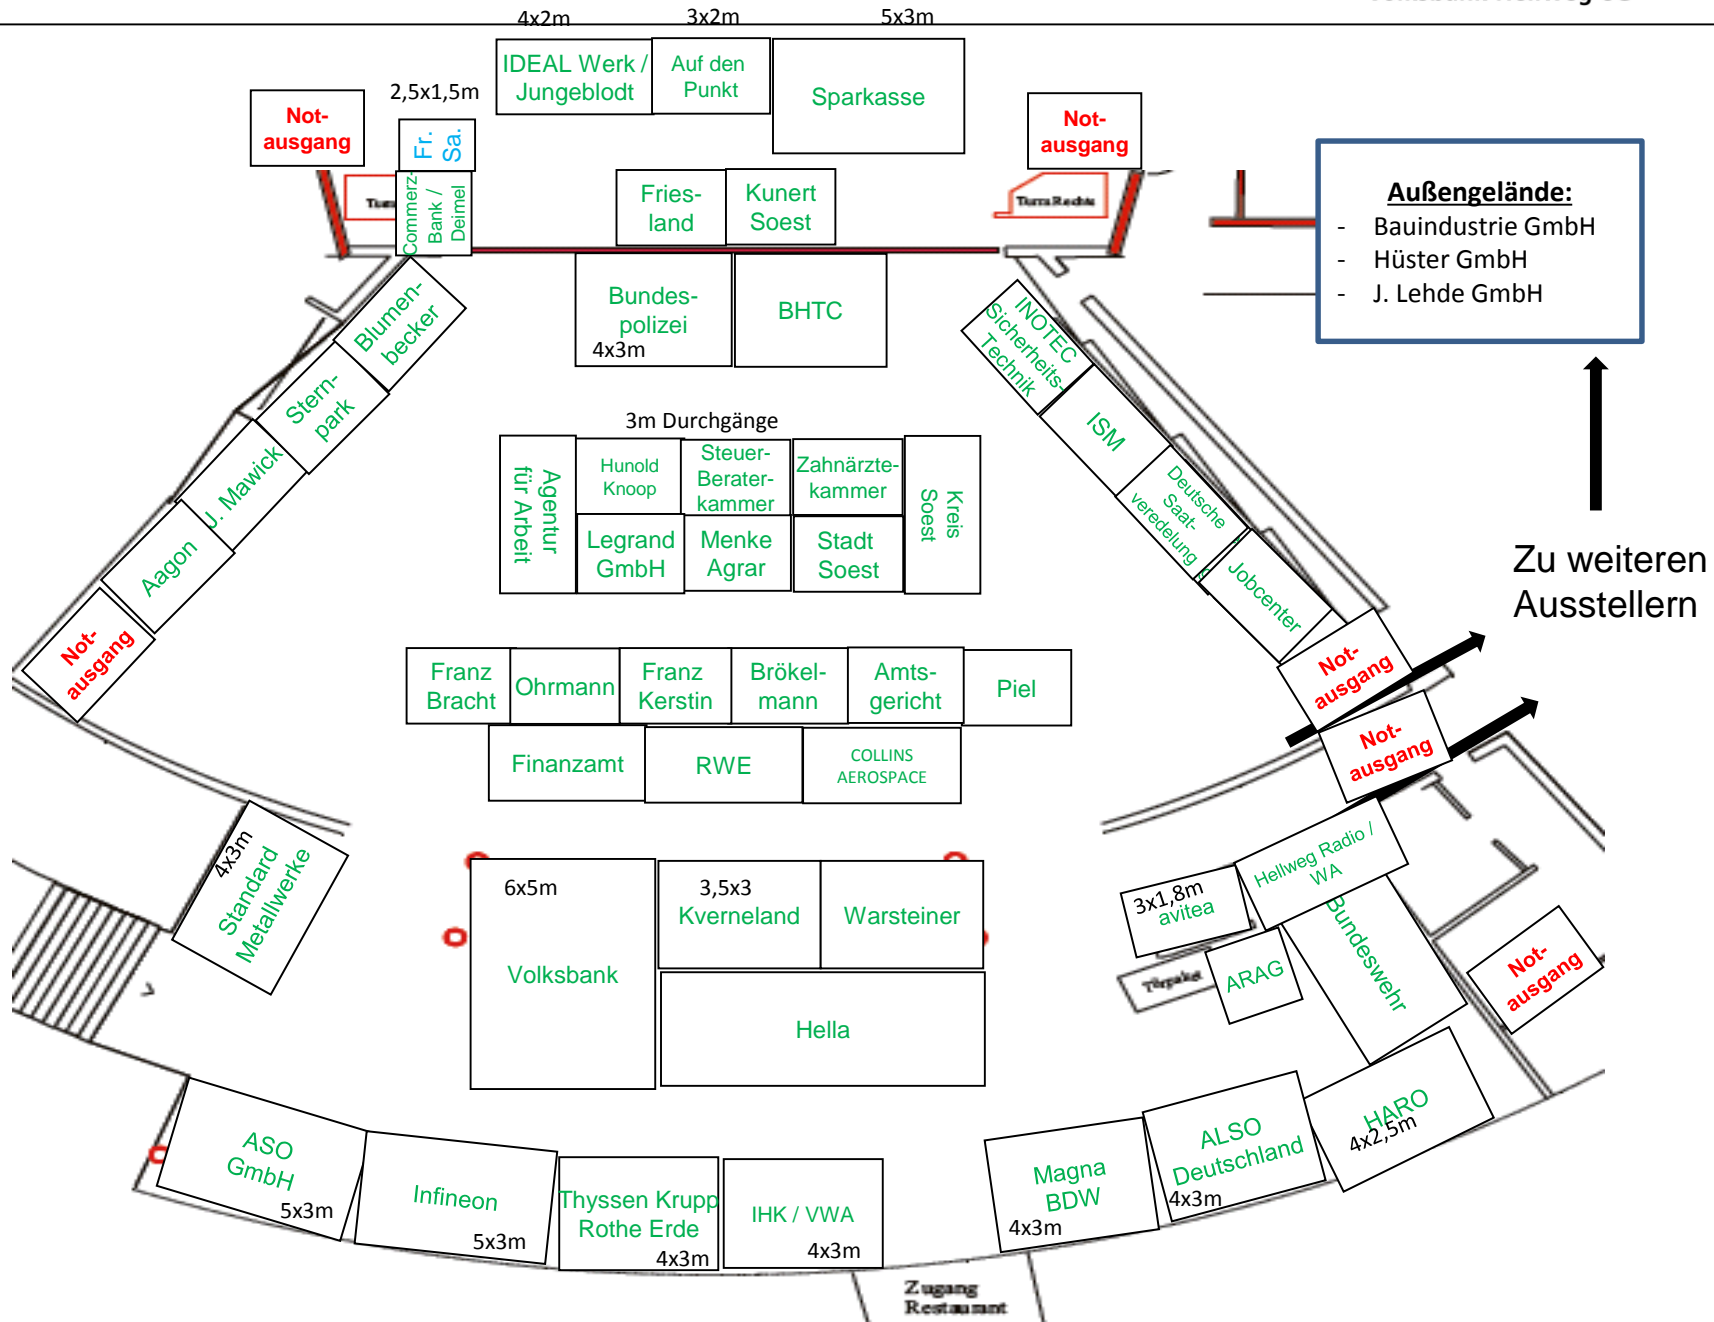 4x2m
3x2m
5x3m
IDEAL Werk /
Jungeblodt
Auf den
Punkt
Sparkasse
2,5x1,5m
Not-
ausgang
Fr.
Sa.
Not-
ausgang
Commerz-
Bank /
Deimel
Fries-
land
Kunert
Soest
Turm Rechts
Außengelände:
- Bauindustrie GmbH
- Hüster GmbH
- J. Lehde GmbH
Blumen-
becker
Bundes-
polizei
4x3m
BHTC
INOTEC
Sicherheits-
Technik
Stern-
park
ISM
J. Mawick
3m Durchgänge
Agentur
für Arbeit
Hunold
Knoop
Steuer-
Berater-
kammer
Zahnärzte-
kammer
Kreis
Soest
Legrand
GmbH
Menke
Agrar
Stadt
Soest
Deutsche
Saat-
veredelung
Aagon
Jobcenter
Zu weiteren
Ausstellern
Not-
ausgang
Franz
Bracht
Ohrmann
Franz
Kerstin
Brökel-
mann
Amts-
gericht
Piel
Not-
ausgang
Finanzamt
RWE
COLLINS
AEROSPACE
Not-
ausgang
4x3m
Standard
Metallwerke
6x5m
Volksbank
3,5x3
Kverneland
Warsteiner
Hella
Hellweg Radio /
WA
3x1,8m
avitea
ARAG
Bundeswehr
Not-
ausgang
ASO
GmbH
5x3m
Infineon
5x3m
Thyssen Krupp
Rothe Erde
4x3m
IHK / VWA
4x3m
Magna
BDW
4x3m
ALSO
Deutschland
4x3m
HARO
4x2,5m
Zugang
Restaurant